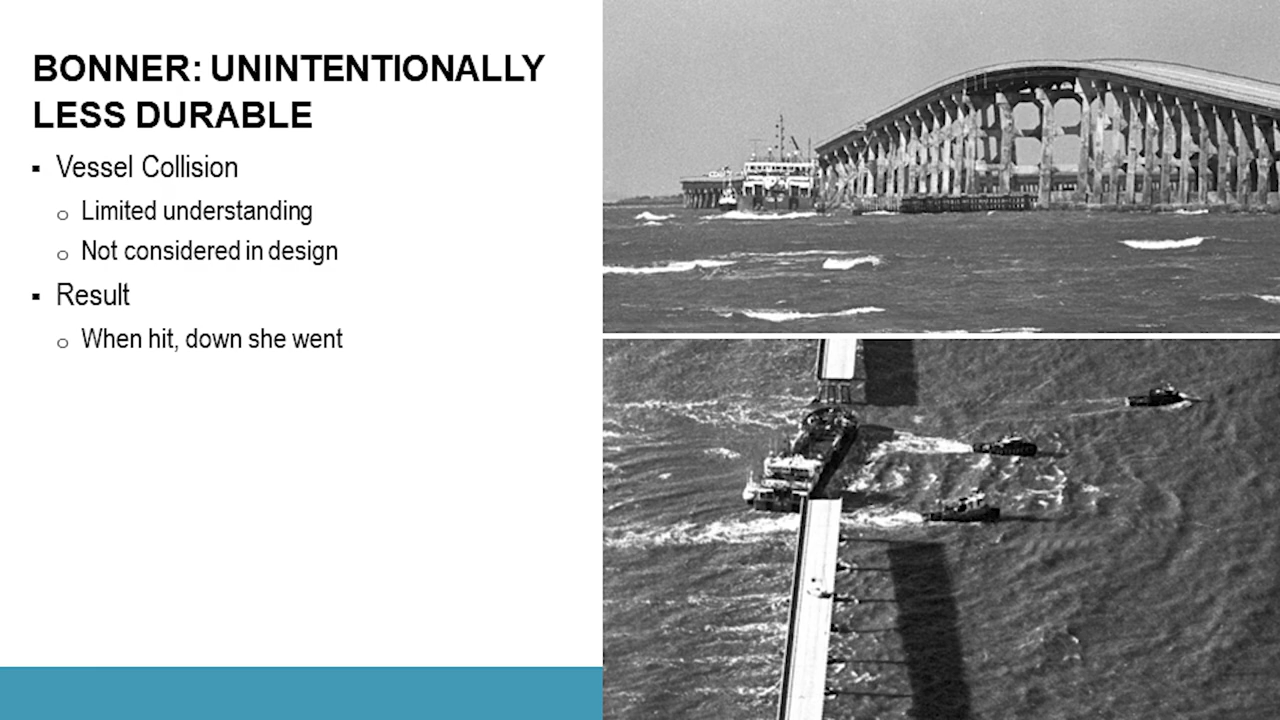 BONNER: UNINTENTIONALLY
LESS DURABLE
▪ Vessel Collision
o Limited understanding
o Not considered in design
▪ Result
o When hit, down she went